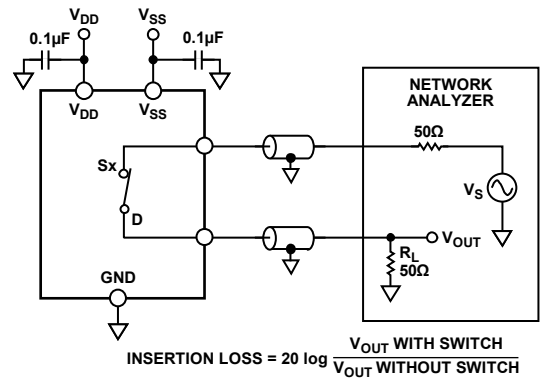 VDD
VSS
0.1µF
0.1µF
VDD
VSS
NETWORK
ANALYZER
50Ω
Sx
VS
D
VOUT
RL
50Ω
GND
INSERTION LOSS = 20 log VOUT WITH SWITCH
VOUT WITHOUT SWITCH